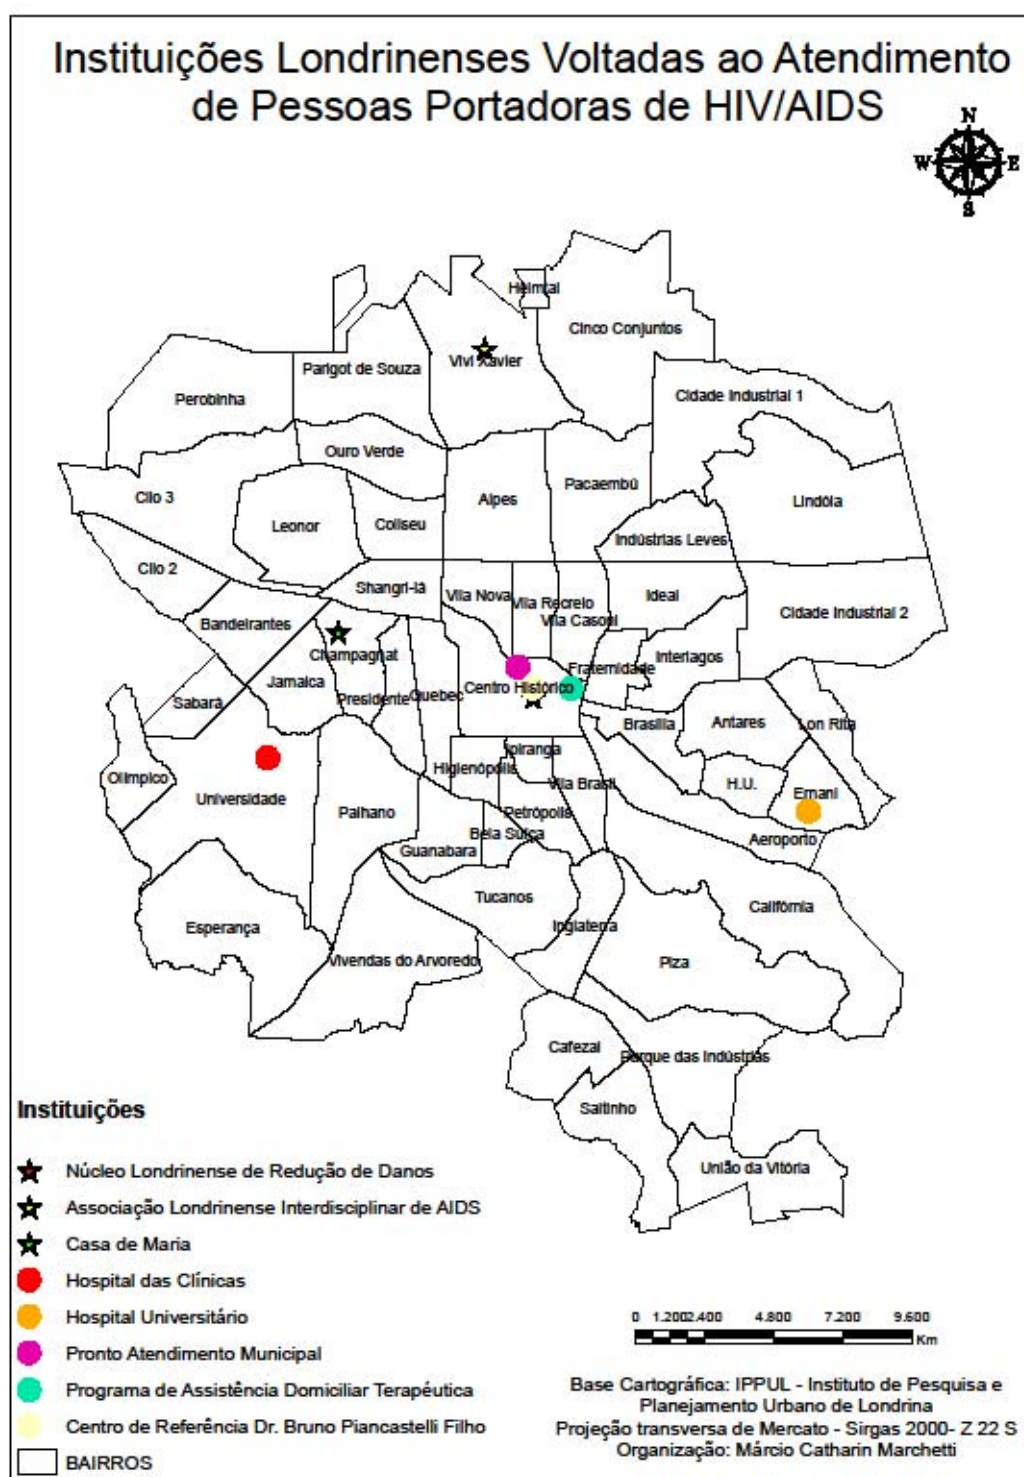 Instituições Londrinenses Voltadas ao Atendimento
de Pessoas Portadoras de HIV/AIDS
N
W
E
S
Heimtal
Cinco Conjuntos
Vivi Xavier
Parigot de Souza
Cidade Industrial 1
Perobinha
Ouro Verde
Pacaembú
Cilo 3
Alpes
Lindóia
Leonor
Coliseu
Indústrias Leves
Cilo 2
Shangri-lá
Vila Nova
Vila Recreio
Ideal
Cidade Industrial 2
Bandeirantes
Vila Casoni
Champagnat
Interlagos
Fraternidade
Jamaica
Centro Histórico
Presidente
Quebec
Sabará
Brasília
Antares
Lon Rita
Ipiranga
Olímpico
Higienópolis
Vila Brasil
H.U.
Ernani
Universidade
Palhano
Petrópolis
Bela Suíça
Aeroporto
Guanabara
Tucanos
Califórnia
Esperança
Inglaterra
Vivendas do Arvoredo
Piza
Cafezal
Parque das Indústrias
Saltinho
União da Vitória
Instituições
Núcleo Londrinense de Redução de Danos
Associação Londrinense Interdisciplinar de AIDS
Casa de Maria
Hospital das Clínicas
Hospital Universitário
Pronto Atendimento Municipal
Programa de Assistência Domiciliar Terapéutica
Centro de Referência Dr. Bruno Piancastelli Filho
BAIRROS
0 1.200 2.400 4.800 7.200 9.600
Km
Base Cartográfica: IPPUL - Instituto de Pesquisa e
Planejamento Urbano de Londrina
Projeção transversa de Mercato - Sirgas 2000- Z 22 S
Organização: Márcio Catharin Marchetti